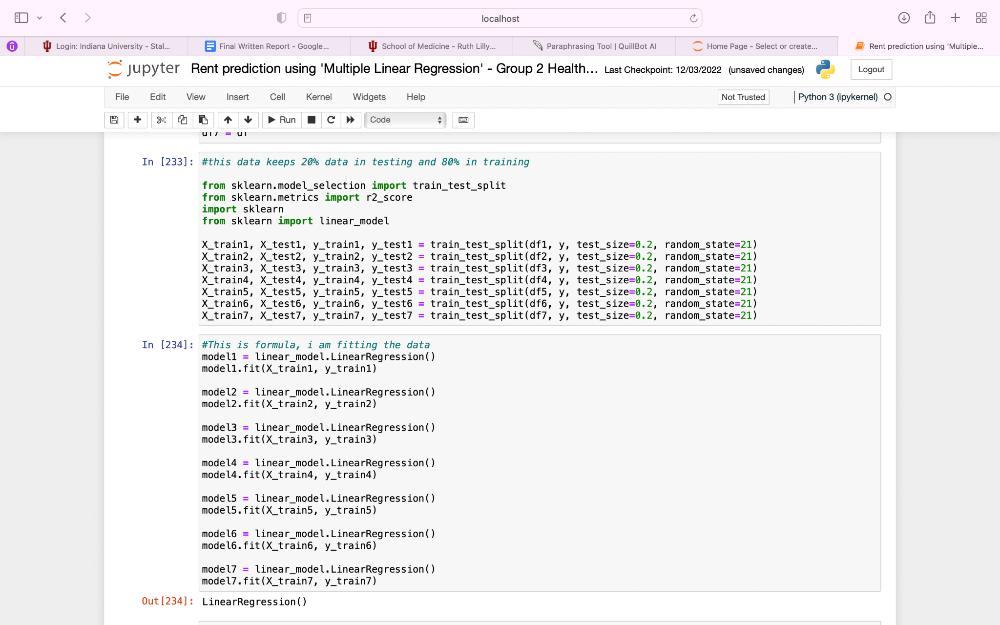 localhost
Login: Indiana University - Stal...
Final Written Report - Google...
School of Medicine - Ruth Lilly...
Paraphrasing Tool | QuillBot AI
Home Page - Select or create...
Rent prediction using 'Multiple...
jupyter Rent prediction using 'Multiple Linear Regression' - Group 2 Health... Last Checkpoint: 12/03/2022 (unsaved changes)
Logout
File Edit View Insert Cell Kernel Widgets Help
Not Trusted
Python 3 (ipykernel)
Run
Code
df7 = df
In [233]:
#this data keeps 20% data in testing and 80% in training
from sklearn.model_selection import train_test_split
from sklearn.metrics import r2_score
import sklearn
from sklearn import linear_model
X_train1, X_test1, y_train1, y_test1 = train_test_split(df1, y, test_size=0.2, random_state=21)
X_train2, X_test2, y_train2, y_test2 = train_test_split(df2, y, test_size=0.2, random_state=21)
X_train3, X_test3, y_train3, y_test3 = train_test_split(df3, y, test_size=0.2, random_state=21)
X_train4, X_test4, y_train4, y_test4 = train_test_split(df4, y, test_size=0.2, random_state=21)
X_train5, X_test5, y_train5, y_test5 = train_test_split(df5, y, test_size=0.2, random_state=21)
X_train6, X_test6, y_train6, y_test6 = train_test_split(df6, y, test_size=0.2, random_state=21)
X_train7, X_test7, y_train7, y_test7 = train_test_split(df7, y, test_size=0.2, random_state=21)
In [234]:
#This is formula, i am fitting the data
model1 = linear_model.LinearRegression()
model1.fit(X_train1, y_train1)
model2 = linear_model.LinearRegression()
model2.fit(X_train2, y_train2)
model3 = linear_model.LinearRegression()
model3.fit(X_train3, y_train3)
model4 = linear_model.LinearRegression()
model4.fit(X_train4, y_train4)
model5 = linear_model.LinearRegression()
model5.fit(X_train5, y_train5)
model6 = linear_model.LinearRegression()
model6.fit(X_train6, y_train6)
model7 = linear_model.LinearRegression()
model7.fit(X_train7, y_train7)
Out[234]: LinearRegression()